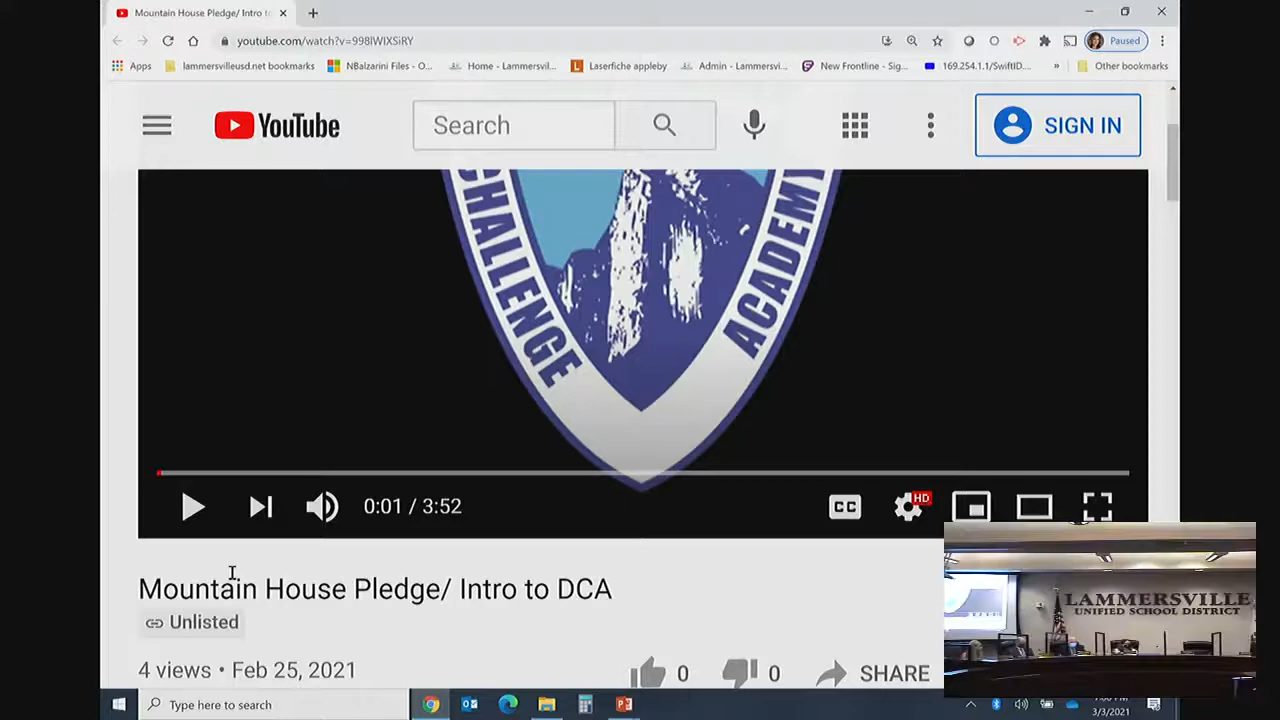 Mountain House Pledge/ Intro to
youtube.com/watch?v=998lWIXSiRY
Paused
Apps
lammersvilleusd.net bookmarks
NBalzarini Files - O...
Home - Lammersvil...
Laserfiche appleby
Admin - Lammersvi...
New Frontline - Sig...
169.254.1.1/SwiftID....
»
Other bookmarks
YouTube
Search
SIGN IN
CHALLENGE
ACADEMY
0:01 / 3:52
CC
HD
Mountain House Pledge/ Intro to DCA
Unlisted
4 views • Feb 25, 2021
0
0
SHARE
LAMMERSVILLE
UNIFIED SCHOOL DISTRICT
Type here to search
3/3/2021